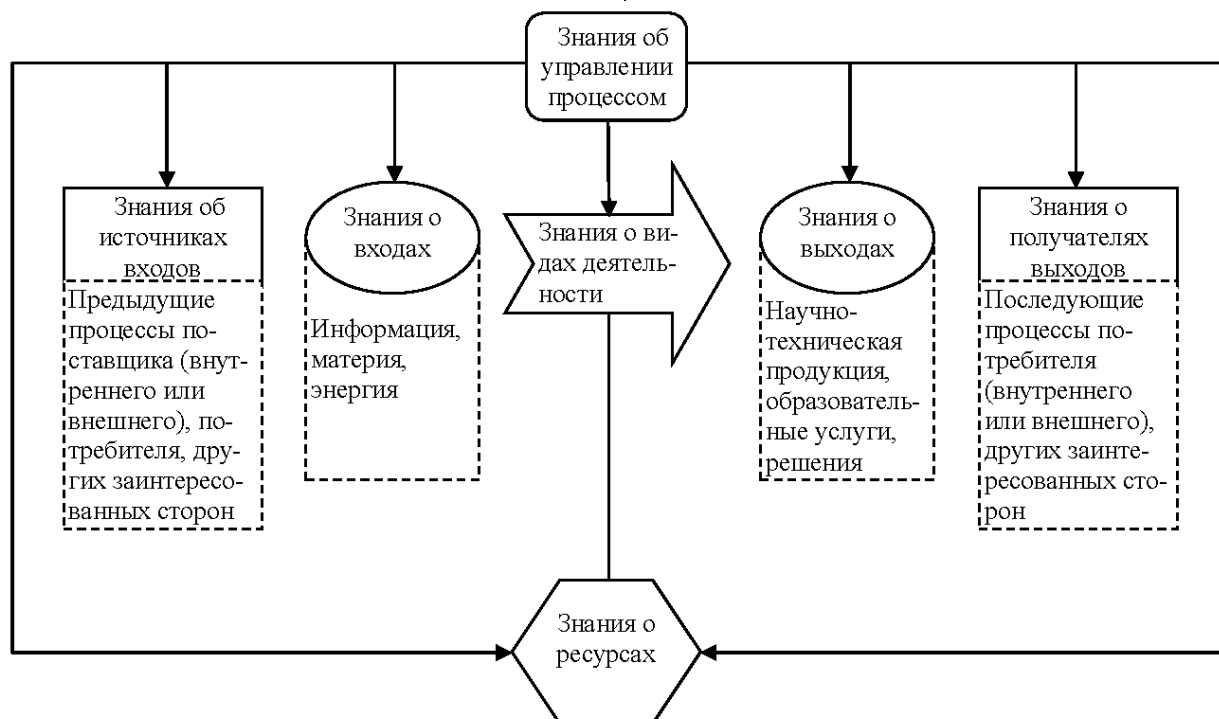 Знания об
управлении
процессом
Знания об
источниках
входов
Предыдущие
процессы по-
ставщика (внут-
реннего или
внешнего), по-
требителя, дру-
гих заинтересо-
ванных сторон
Знания о
входах
Информация,
материя,
энергия
Знания о ви-
дах деятель-
ности
Знания о
выходах
Научно-
техническая
продукция,
образователь-
ные услуги,
решения
Знания о
получателях
выходов
Последующие
процессы по-
требителя
(внутреннего
или внешнего),
других заинте-
ресованных сто-
рон
Знания о
ресурсах